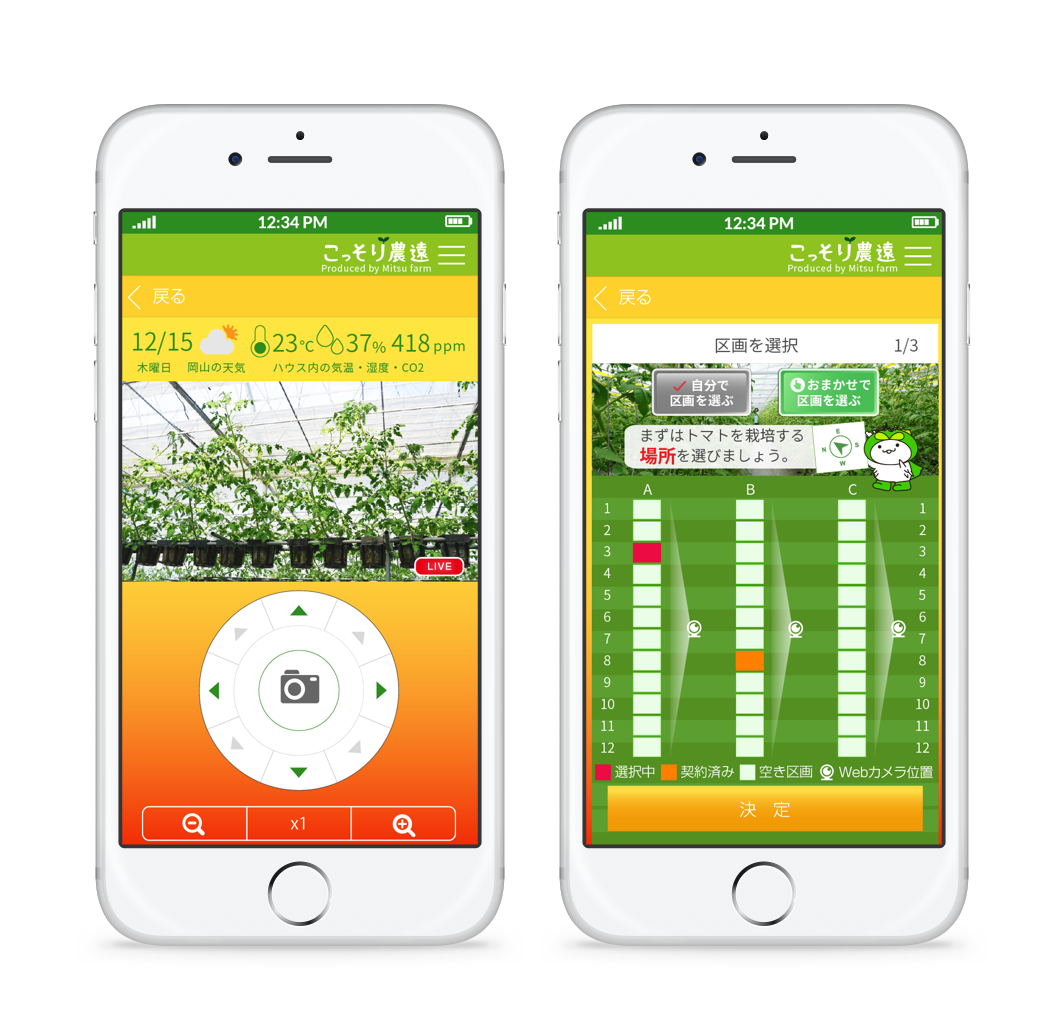 12:34 PM
こっそり農遠
Produced by Mitsu farm
戻る
12/15
23℃
37%
418 ppm
木曜日
岡山の天気
ハウス内の気温・湿度・CO2
LIVE
x1
12:34 PM
こっそり農遠
Produced by Mitsu farm
戻る
区画を選択
1/3
自分で
区画を選ぶ
おまかせで
区画を選ぶ
まずはトマトを栽培する
場所を選びましょう。
E
N S
W
A B C
1 1
2 2
3 3
4 4
5 5
6 6
7 7
8 8
9 9
10 10
11 11
12 12
選択中 契約済み 空き区画 Webカメラ位置
決 定